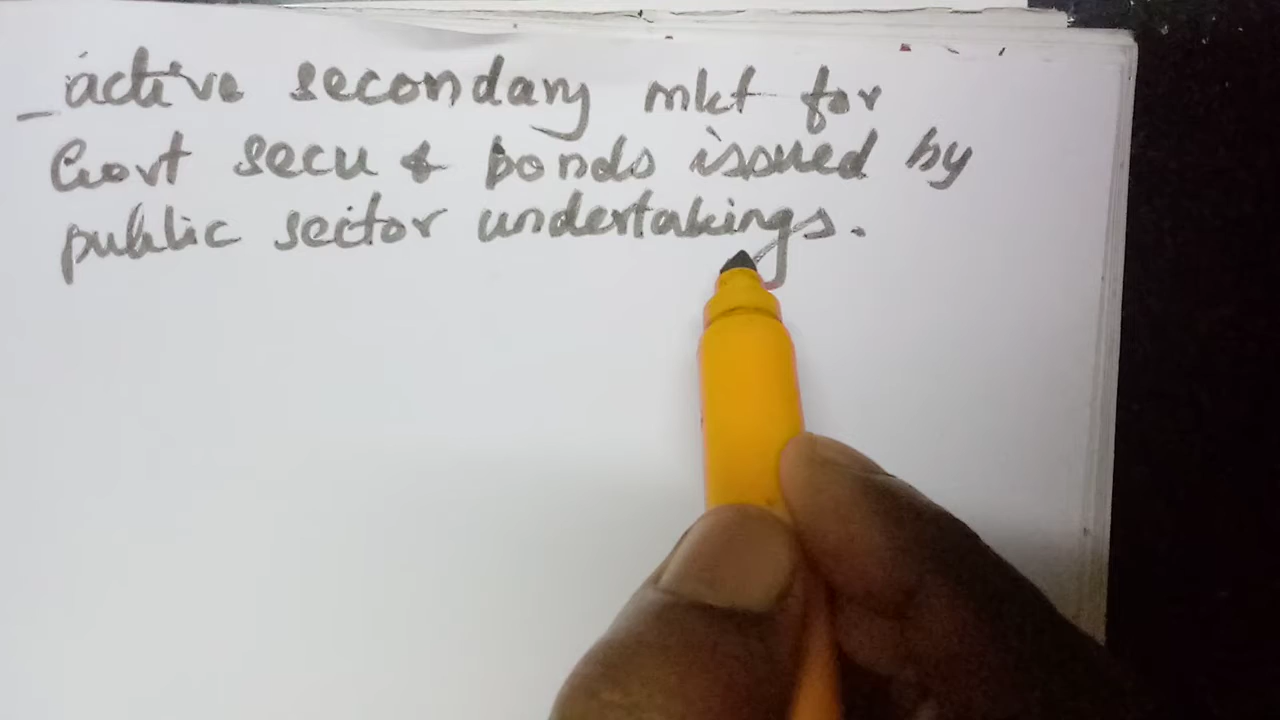 - active secondary mkt for
Govt secu & bonds issued by
public sector undertakings.